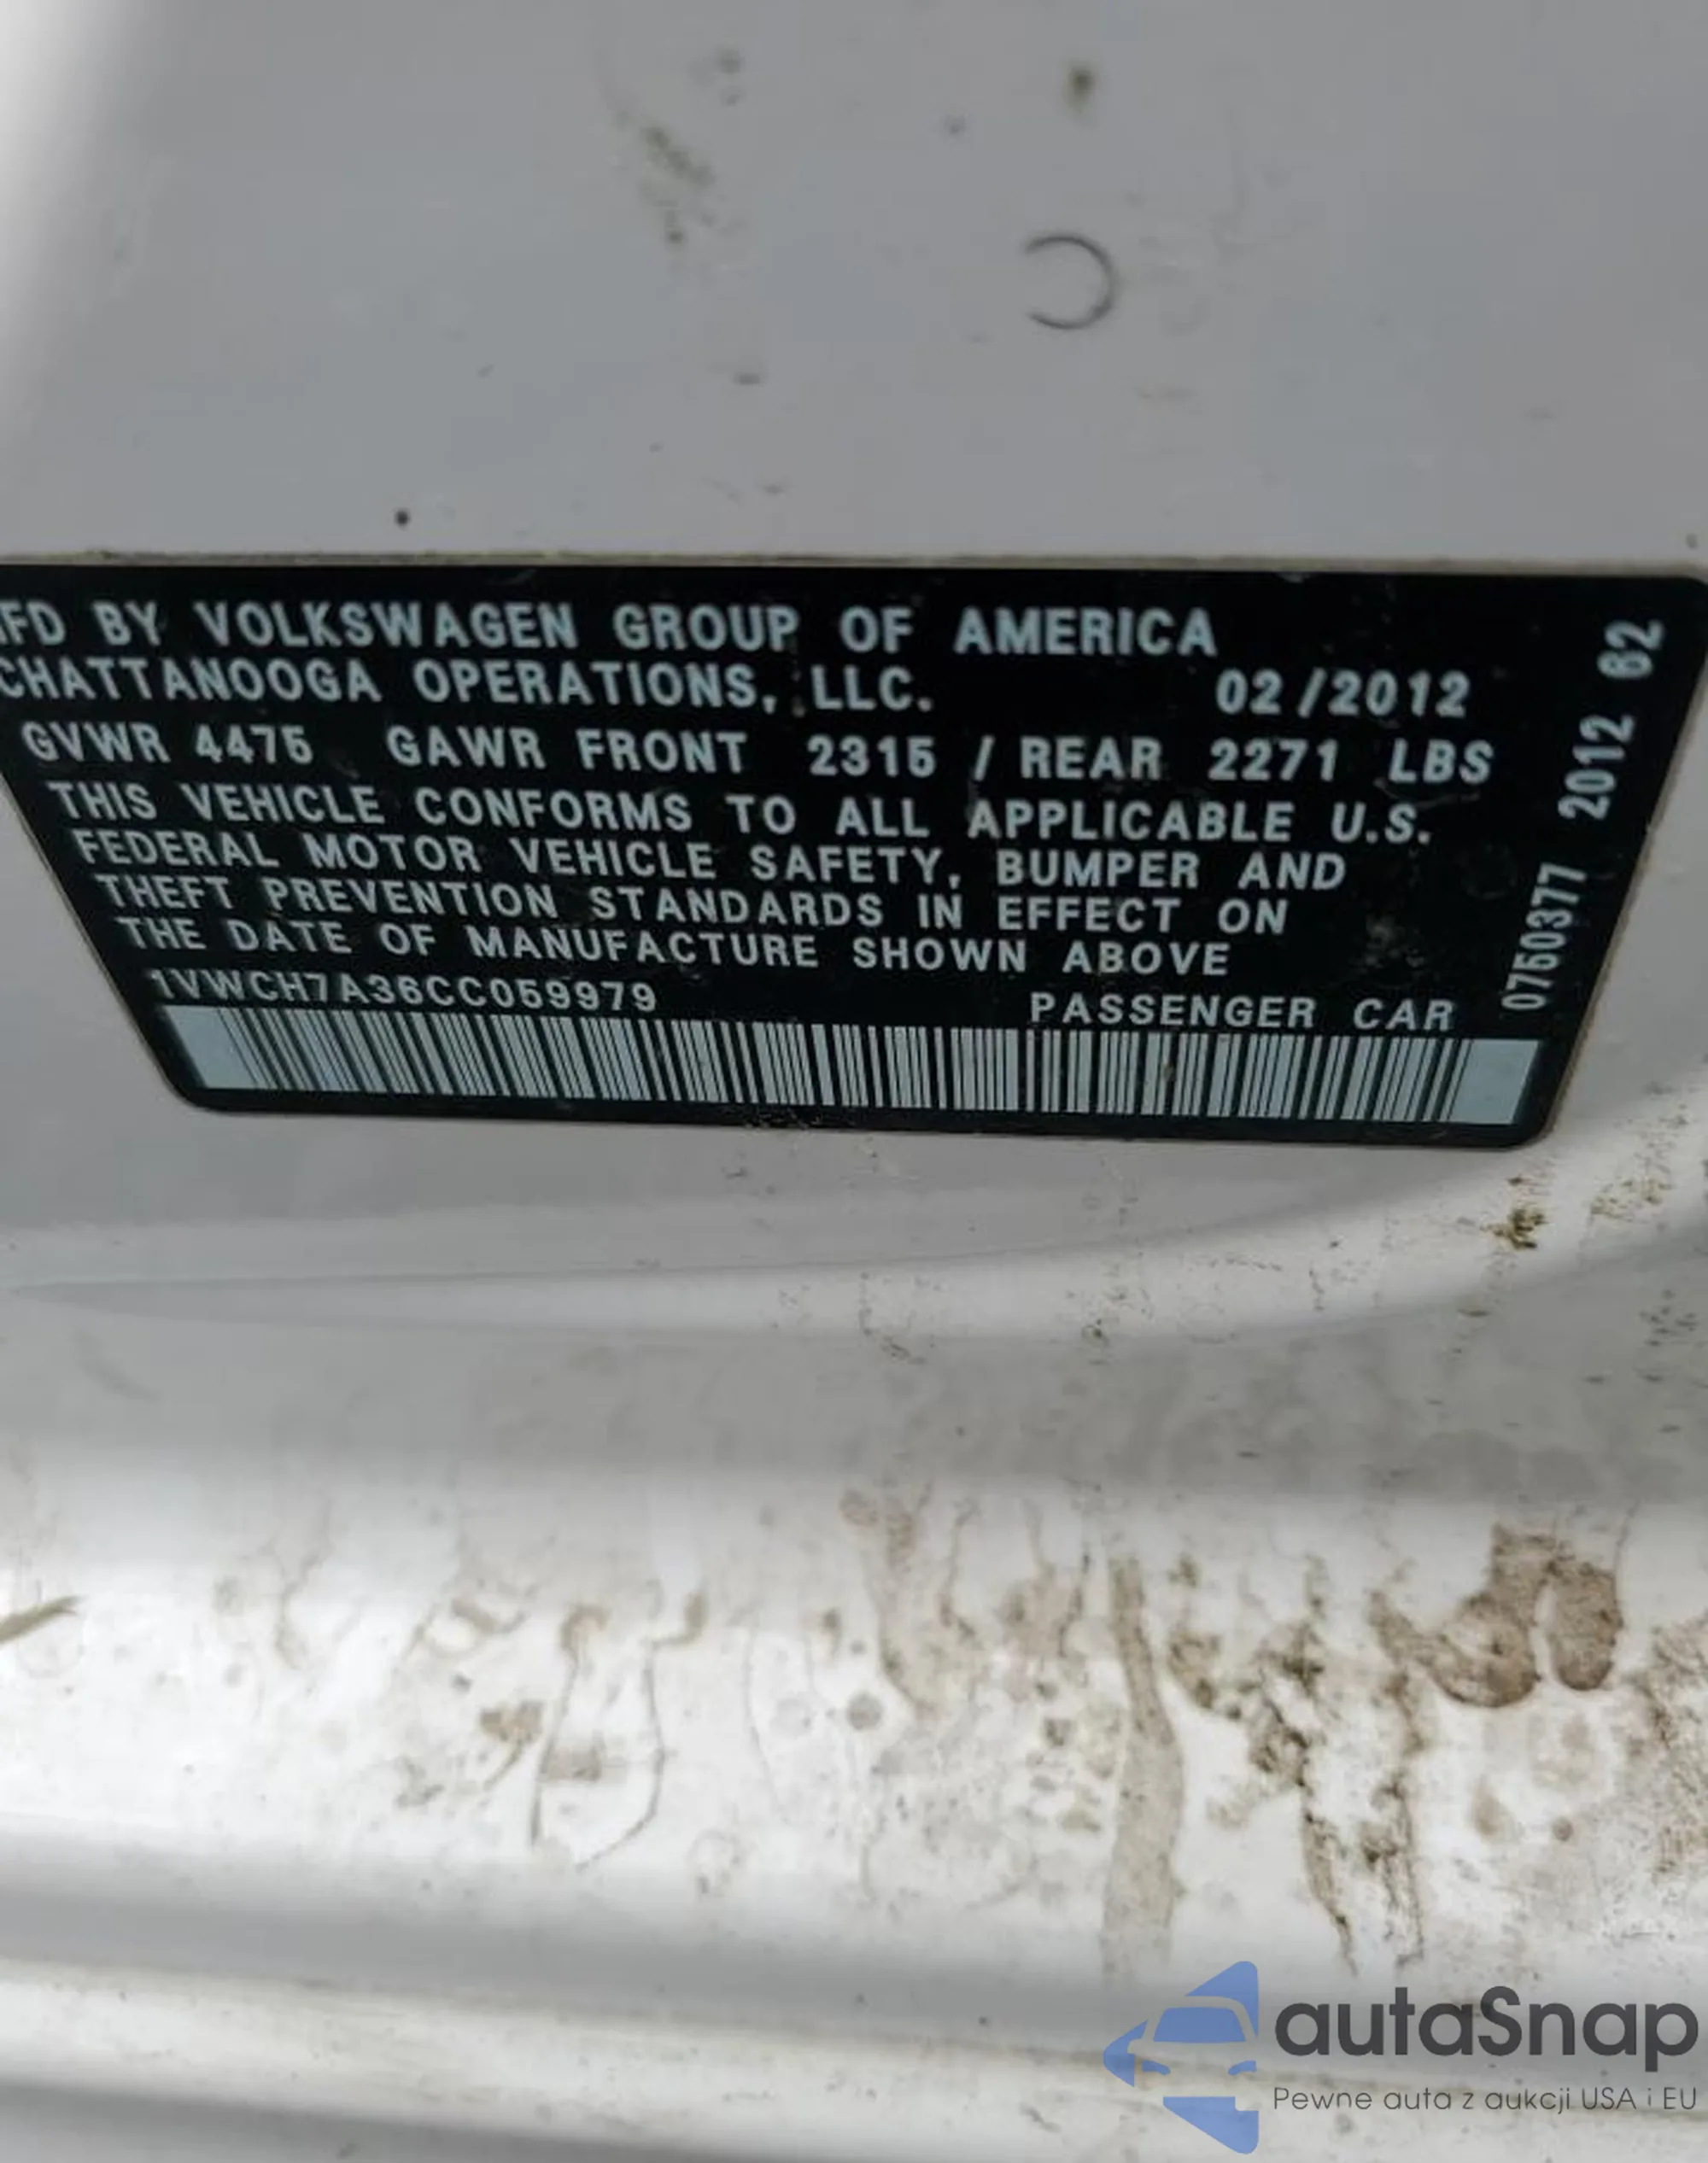 MFD BY VOLKSWAGEN GROUP OF AMERICA
CHATTANOOGA OPERATIONS, LLC. 02/2012
GVWR 4475 GAWR FRONT 2315 / REAR 2271 LBS
THIS VEHICLE CONFORMS TO ALL APPLICABLE U.S.
FEDERAL MOTOR VEHICLE SAFETY, BUMPER AND
THEFT PREVENTION STANDARDS IN EFFECT ON
THE DATE OF MANUFACTURE SHOWN ABOVE
1VWCH7A36CC059979 PASSENGER CAR
0750377 2012 62
autaSnap
Pewne auta z aukcji USA i EU